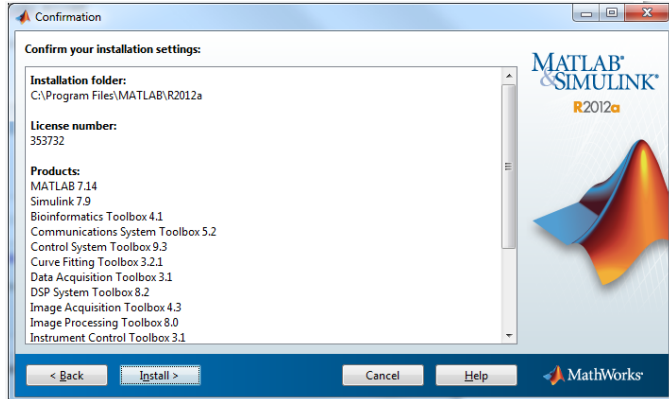 Confirmation
Confirm your installation settings:
Installation folder:
C:\Program Files\MATLAB\R2012a
License number:
353732
Products:
MATLAB 7.14
Simulink 7.9
Bioinformatics Toolbox 4.1
Communications System Toolbox 5.2
Control System Toolbox 9.3
Curve Fitting Toolbox 3.2.1
Data Acquisition Toolbox 3.1
DSP System Toolbox 8.2
Image Acquisition Toolbox 4.3
Image Processing Toolbox 8.0
Instrument Control Toolbox 3.1
MATLAB®
&SIMULINK®
R2012a
< Back
Install >
Cancel
Help
MathWorks®